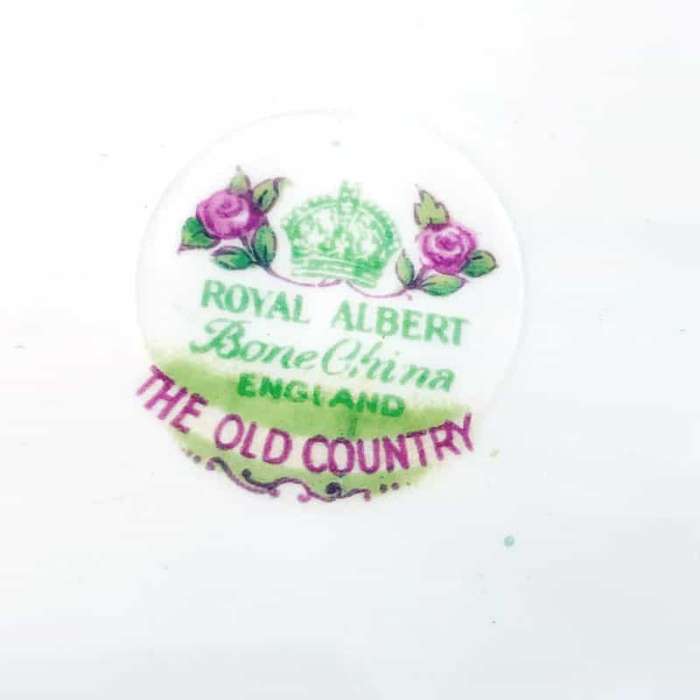 ROYAL ALBERT
Bone China
ENGLAND
THE OLD COUNTRY